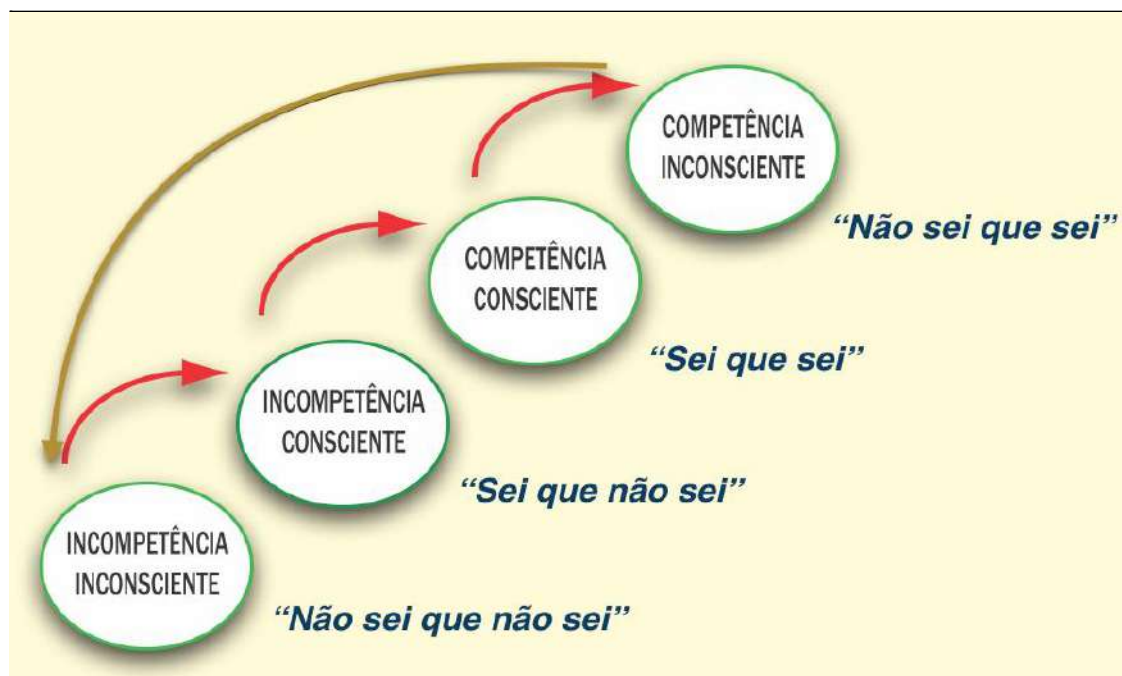 COMPETÊNCIA
INCONSCIENTE
“Não sei que sei”
COMPETÊNCIA
CONSCIENTE
“Sei que sei”
INCOMPETÊNCIA
CONSCIENTE
“Sei que não sei”
INCOMPETÊNCIA
INCONSCIENTE
“Não sei que não sei”